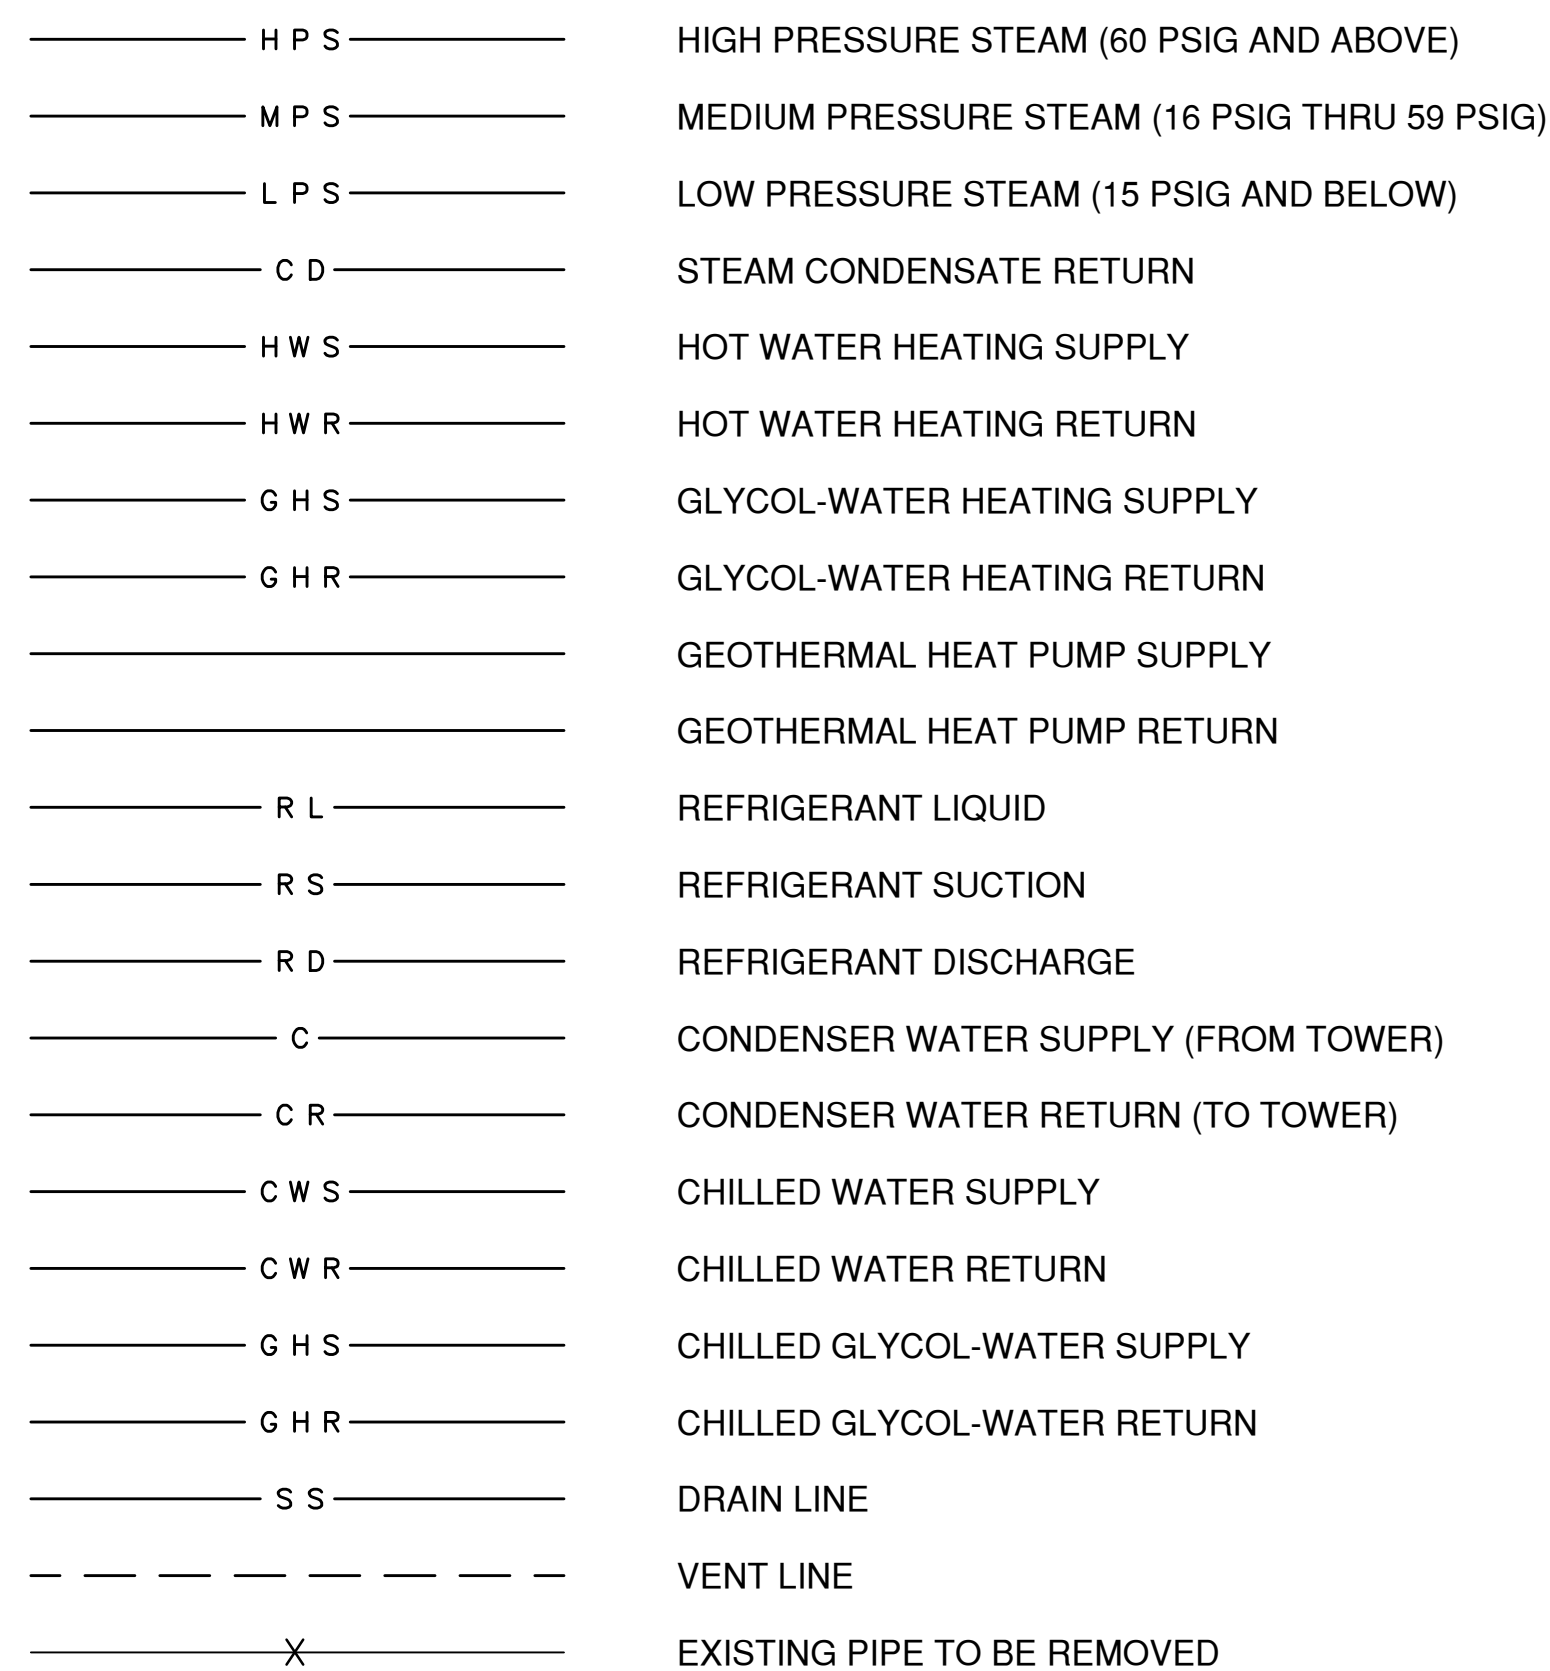 HPS HIGH PRESSURE STEAM (60 PSIG AND ABOVE)
MPS MEDIUM PRESSURE STEAM (16 PSIG THRU 59 PSIG)
LPS LOW PRESSURE STEAM (15 PSIG AND BELOW)
CD STEAM CONDENSATE RETURN
HWS HOT WATER HEATING SUPPLY
HWR HOT WATER HEATING RETURN
GHS GLYCOL-WATER HEATING SUPPLY
GHR GLYCOL-WATER HEATING RETURN
GEOTHERMAL HEAT PUMP SUPPLY
GEOTHERMAL HEAT PUMP RETURN
RL REFRIGERANT LIQUID
RS REFRIGERANT SUCTION
RD REFRIGERANT DISCHARGE
C CONDENSER WATER SUPPLY (FROM TOWER)
CR CONDENSER WATER RETURN (TO TOWER)
CWS CHILLED WATER SUPPLY
CWR CHILLED WATER RETURN
GHS CHILLED GLYCOL-WATER SUPPLY
GHR CHILLED GLYCOL-WATER RETURN
SS DRAIN LINE
VENT LINE
X EXISTING PIPE TO BE REMOVED